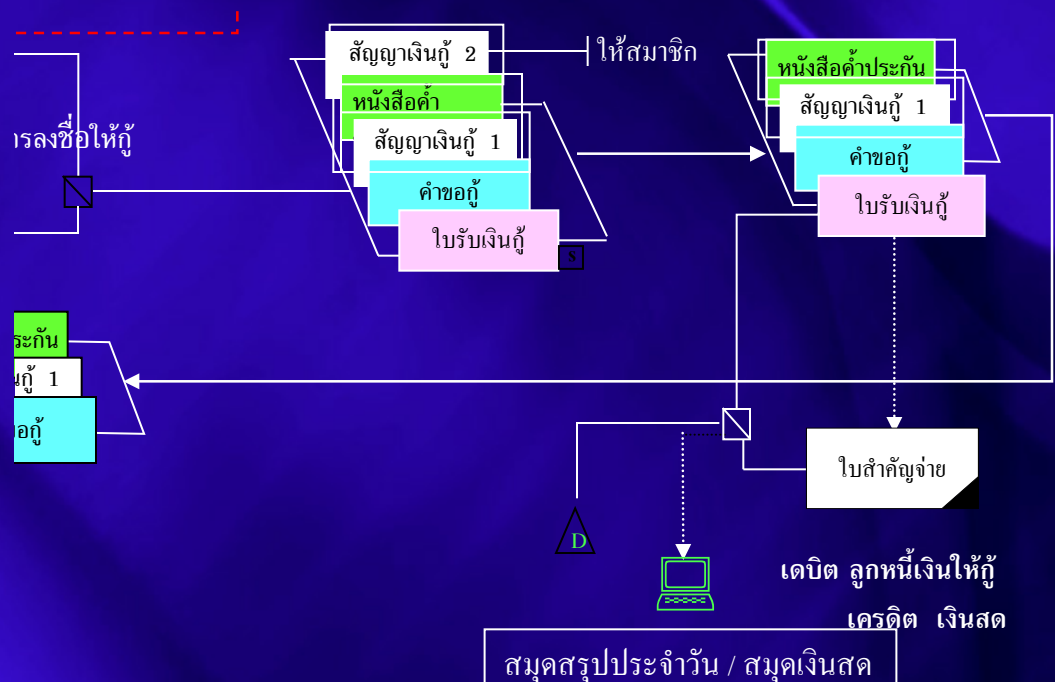 สัญญาเงินกู้ 2
ให้สมาชิก
หนังสือค้ำ
สัญญาเงินกู้ 1
คำขอกู้
ใบรับเงินกู้
S
หนังสือค้ำประกัน
สัญญาเงินกู้ 1
คำขอกู้
ใบรับเงินกู้
ารลงชื่อให้กู้
ระกัน
นกู้ 1
อกู้
ใบสำคัญจ่าย
D
เดบิต ลูกหนี้เงินให้กู้
เครดิต เงินสด
สมุดสรุปประจำวัน / สมุดเงินสด